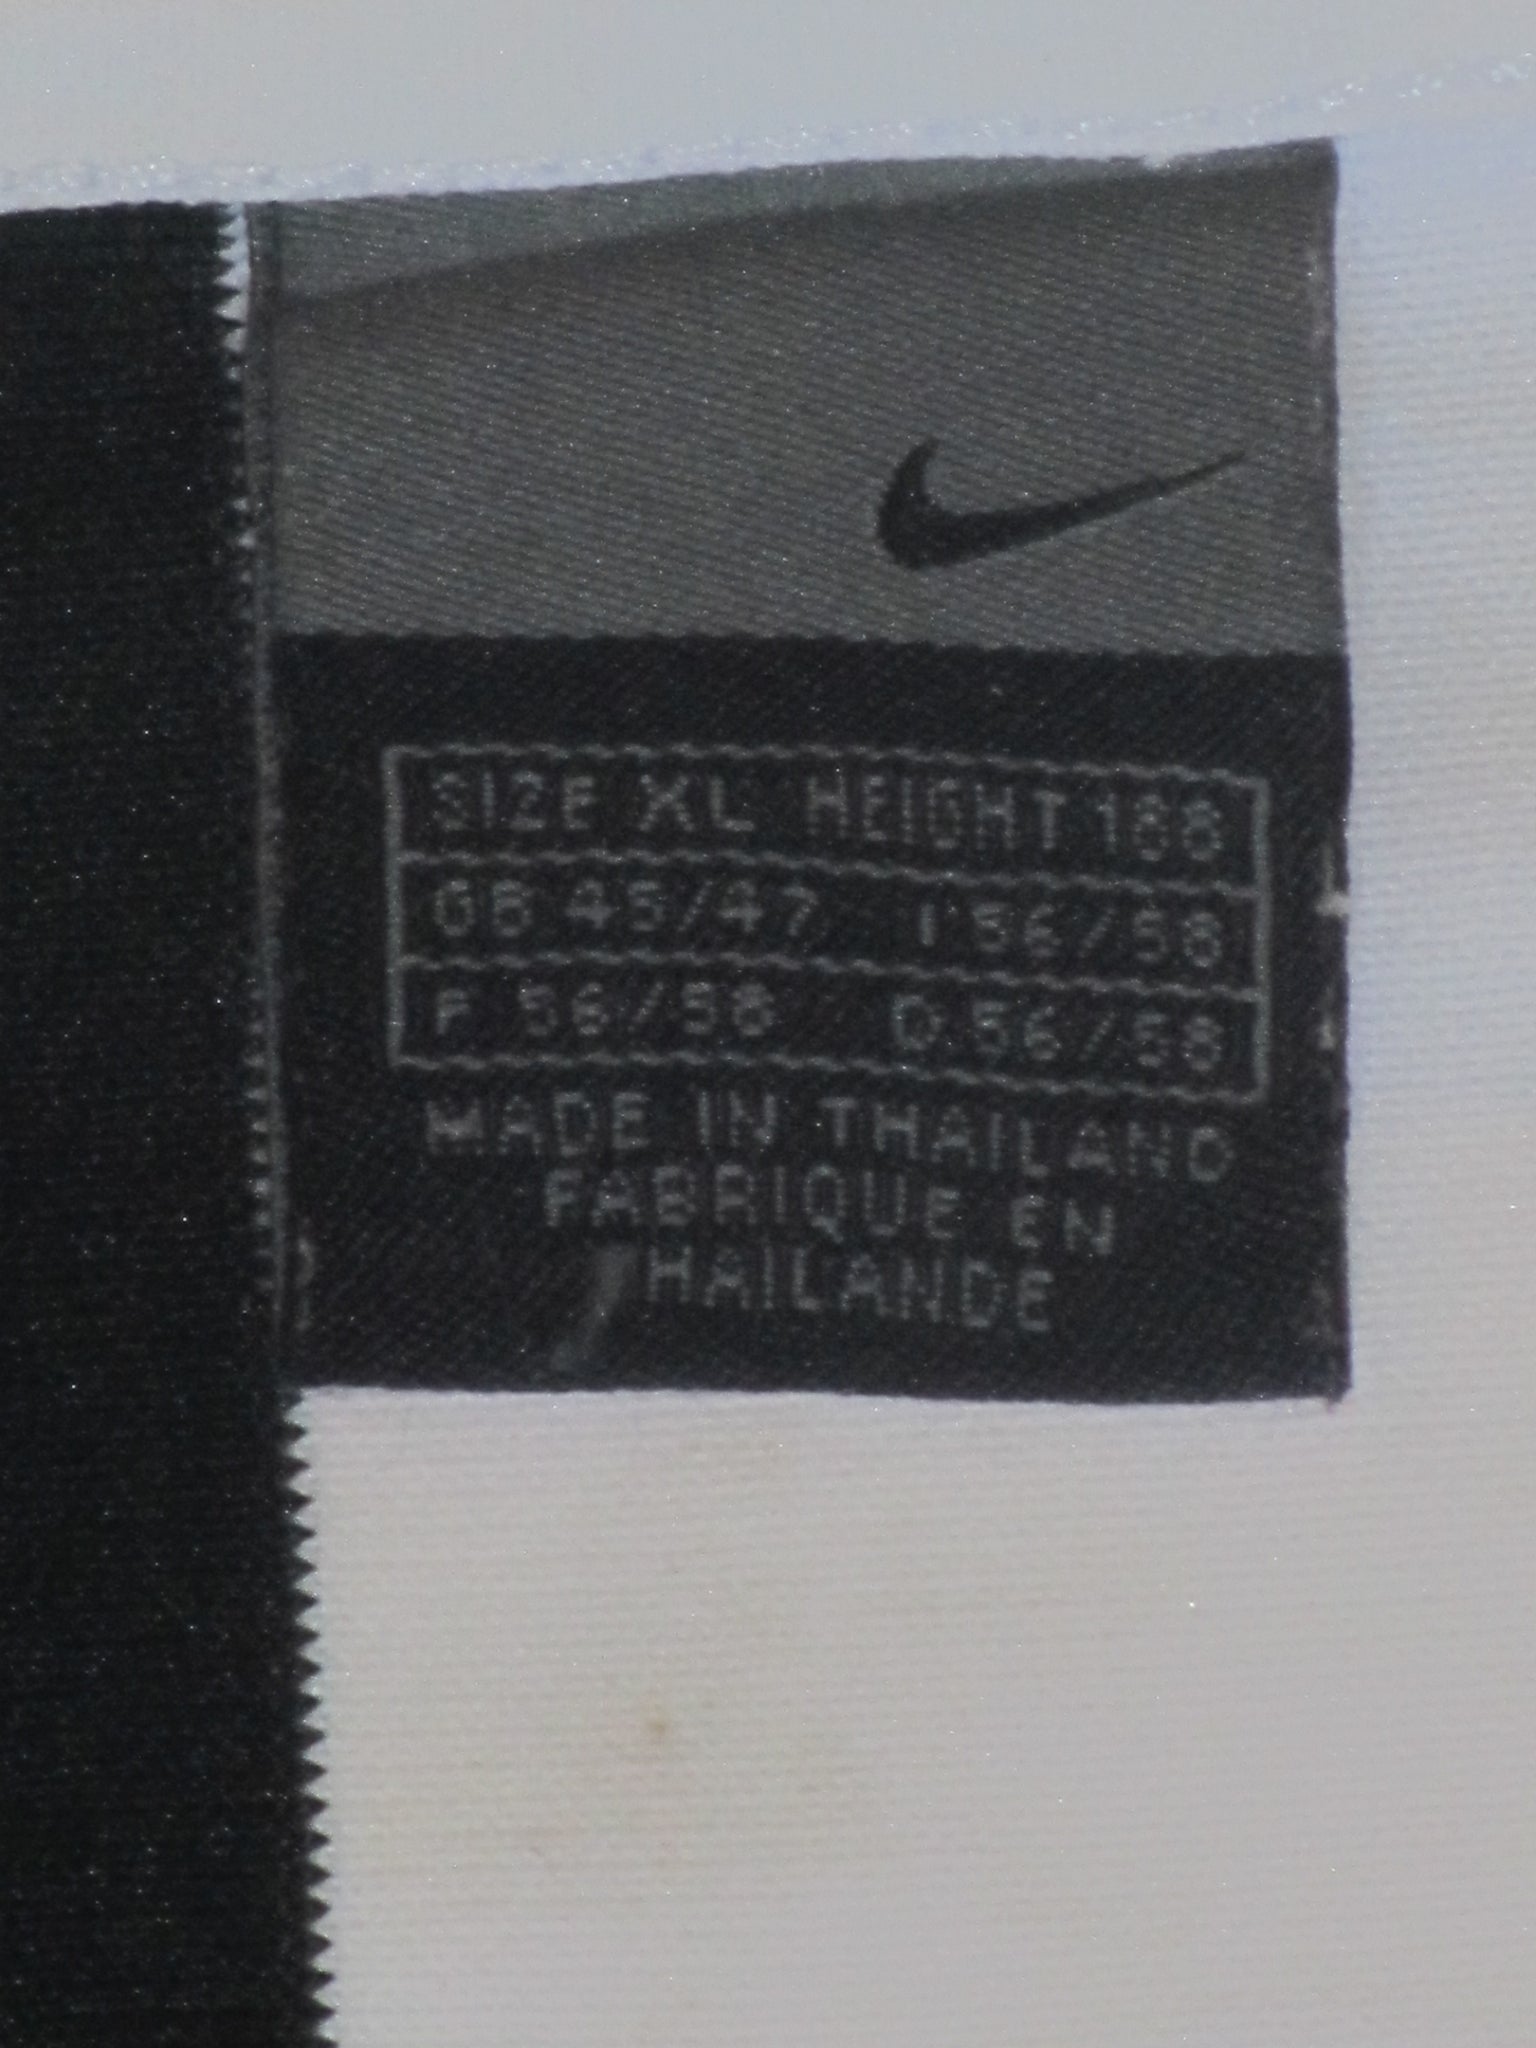 SIZE XL HEIGHT 188
GB 45/47 I 56/58
F 56/58 D 56/58
MADE IN THAILAND
FABRIQUE EN
HAILANDE